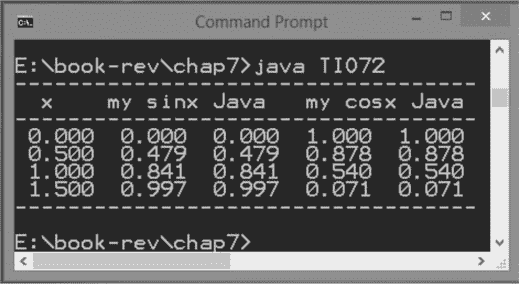 Command Prompt
E:\book-rev\chap7>java TI072
---------------------------------------
x my sinx Java my cosx Java
---------------------------------------
0.000 0.000 0.000 1.000 1.000
0.500 0.479 0.479 0.878 0.878
1.000 0.841 0.841 0.540 0.540
1.500 0.997 0.997 0.071 0.071
---------------------------------------
E:\book-rev\chap7>